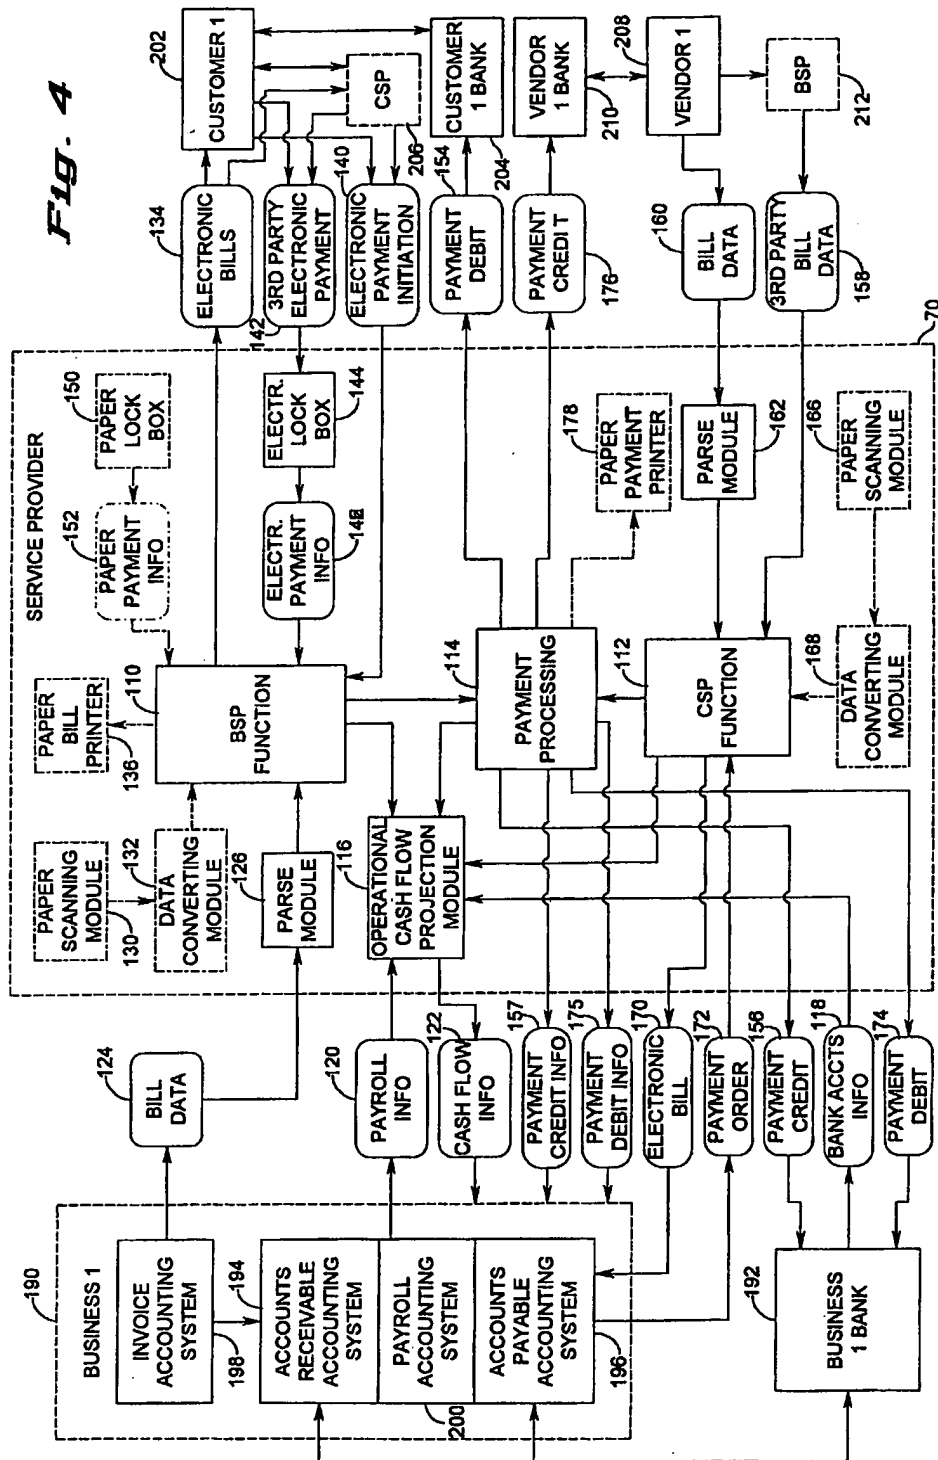 Fig. 4
SERVICE PROVIDER
70
BUSINESS 1
190
INVOICE
ACCOUNTING
SYSTEM
198
ACCOUNTS
RECEIVABLE
ACCOUNTING
SYSTEM
194
PAYROLL
ACCOUNTING
SYSTEM
200
ACCOUNTS
PAYABLE
ACCOUNTING
SYSTEM
196
BUSINESS
1 BANK
192
BILL
DATA
124
PAYROLL
INFO
120
CASH FLOW
INFO
122
PAYMENT
CREDIT INFO
157
PAYMENT
DEBIT INFO
175
ELECTRONIC
BILL
170
PAYMENT
ORDER
172
PAYMENT
CREDIT
156
BANK ACCTS
INFO
118
PAYMENT
DEBIT
174
PAPER
SCANNING
MODULE
130
DATA
CONVERTING
MODULE
132
PARSE
MODULE
126
OPERATIONAL
CASH FLOW
PROJECTION
MODULE
116
PAPER
BILL
PRINTER
136
BSP
FUNCTION
110
PAYMENT
PROCESSING
114
CSP
FUNCTION
112
DATA
CONVERTING
MODULE
168
PAPER
LOCK
BOX
150
PAPER
PAYMENT
INFO
152
ELECTR.
LOCK
BOX
144
ELECTR.
PAYMENT
INFO
148
PAPER
PAYMENT
PRINTER
178
PARSE
MODULE
162
PAPER
SCANNING
MODULE
166
ELECTRONIC
BILLS
134
3RD PARTY
ELECTRONIC
PAYMENT
142
ELECTRONIC
PAYMENT
INITIATION
140
PAYMENT
DEBIT
154
PAYMENT
CREDIT
176
BILL
DATA
160
3RD PARTY
BILL
DATA
158
CUSTOMER 1
202
CSP
206
CUSTOMER
1 BANK
204
VENDOR
1 BANK
210
VENDOR 1
208
BSP
212